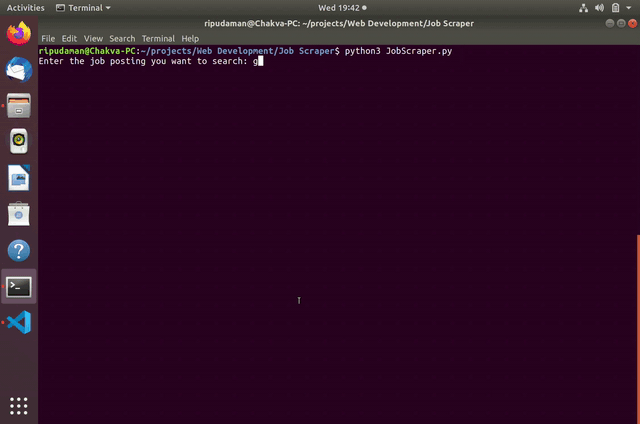 Activities Terminal Wed 19:42
ripudaman@Chakva-PC: ~/projects/Web Development/Job Scraper
File Edit View Search Terminal Help
ripudaman@Chakva-PC:~/projects/Web Development/Job Scraper$ python3 JobScraper.py
Enter the job posting you want to search: g